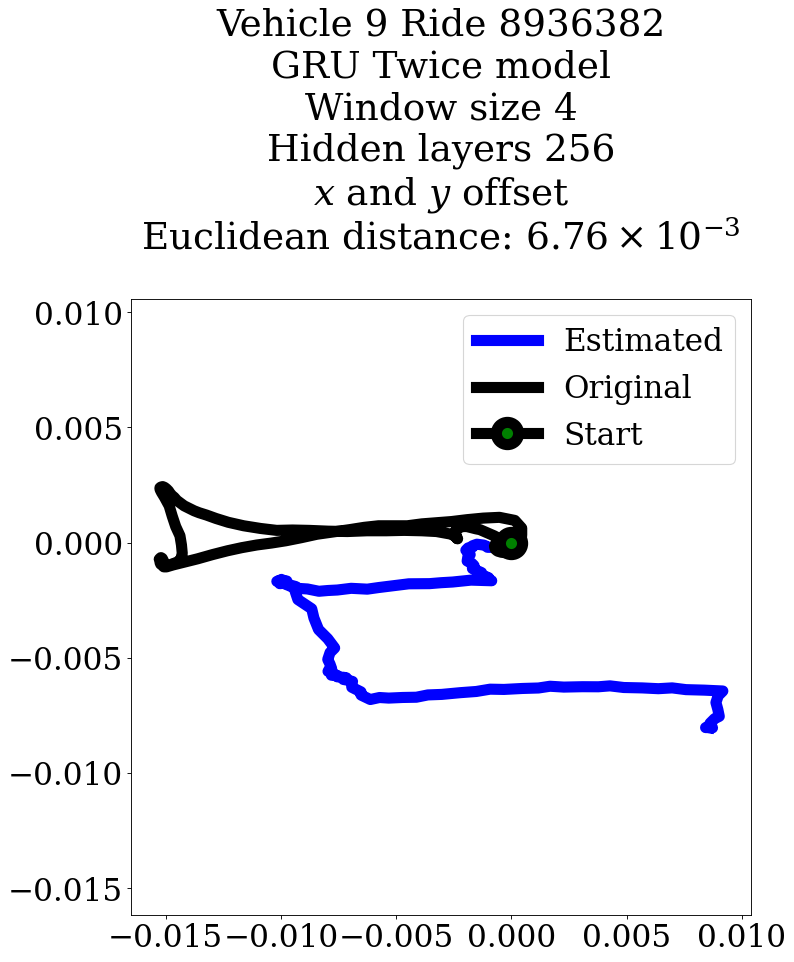 Vehicle 9 Ride 8936382
GRU Twice model
Window size 4
Hidden layers 256
x and y offset
Euclidean distance: 6.76 × 10⁻³
Estimated
Original
Start
0.010
0.005
0.000
−0.005
−0.010
−0.015
−0.015 −0.010 −0.005 0.000 0.005 0.010